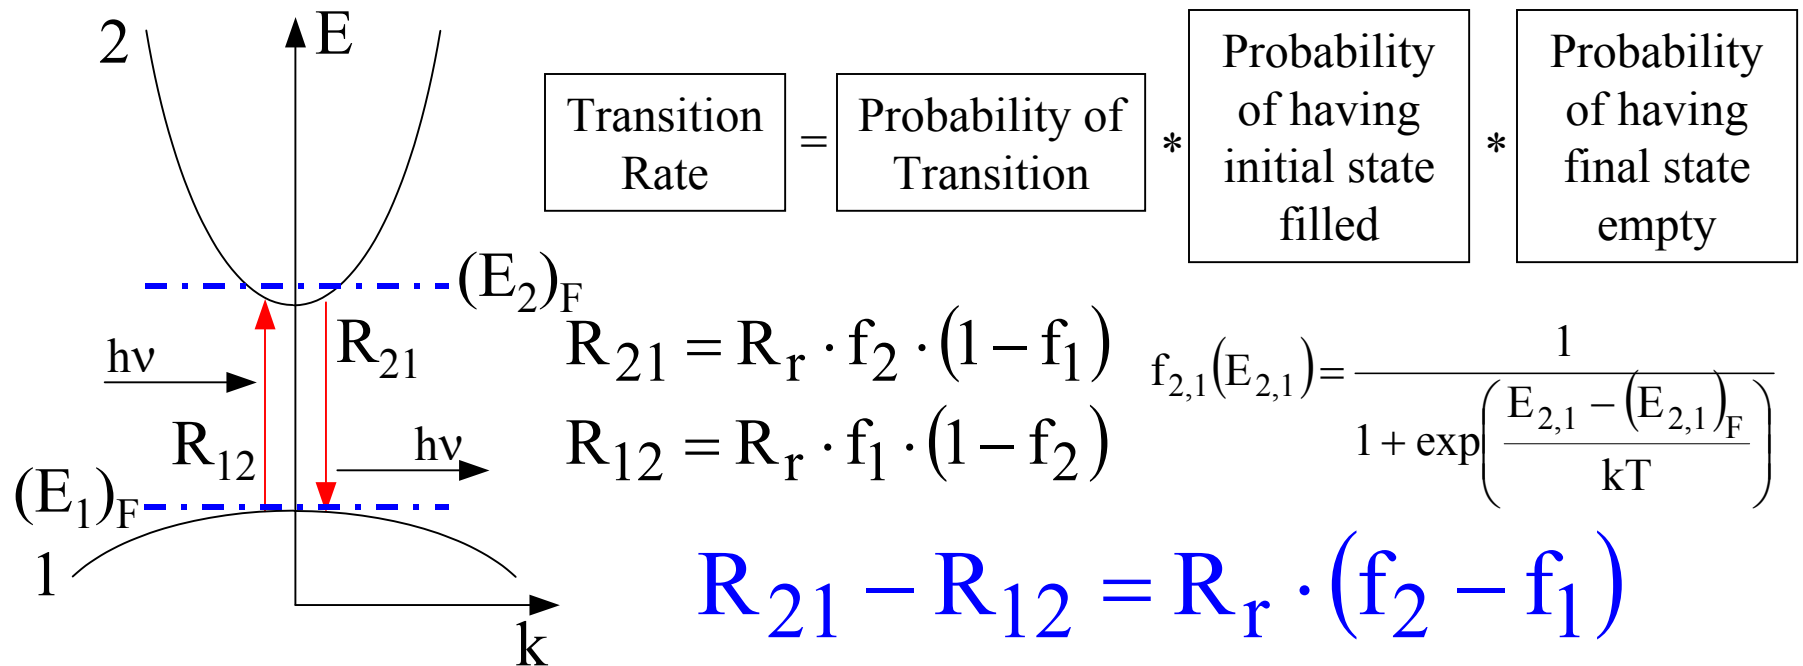 2
E
Transition
Rate
=
Probability of
Transition
*
Probability
of having
initial state
filled
*
Probability
of having
final state
empty
(E₂)F
R₂₁
hν
R₁₂
hν
(E₁)F
1
k
R₂₁ = Rᵣ · f₂ · (1 − f₁)
R₁₂ = Rᵣ · f₁ · (1 − f₂)
f₂,₁(E₂,₁) = 1 / (1 + exp((E₂,₁ − (E₂,₁)F) / kT))
R₂₁ − R₁₂ = Rᵣ · (f₂ − f₁)